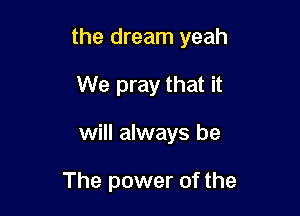 the dream yeah
We pray that it
will always be
The power of the